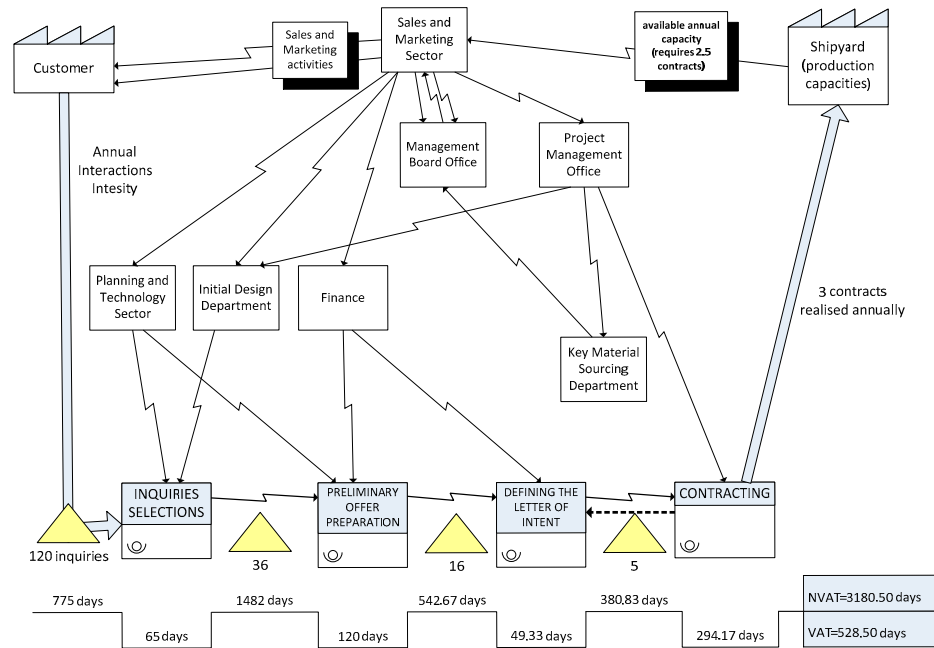 Customer
Sales and
Marketing
activities
Sales and
Marketing
Sector
available annual
capacity
(requires 2.5
contracts)
Shipyard
(production
capacities)
Annual
Interactions
Intesity
Management
Board Office
Project
Management
Office
Planning and
Technology
Sector
Initial Design
Department
Finance
3 contracts
realised annually
Key Material
Sourcing
Department
INQUIRIES
SELECTIONS
PRELIMINARY
OFFER
PREPARATION
DEFINING THE
LETTER OF
INTENT
CONTRACTING
120 inquiries
36
16
5
775 days
1482 days
542.67 days
380,83 days
NVAT=3180.50 days
65 days
120 days
49.33 days
294.17 days
VAT=528,50 days